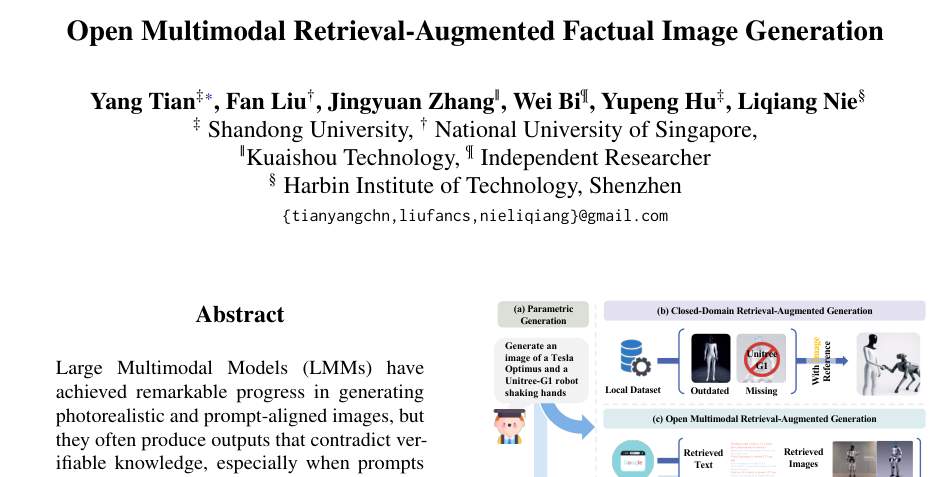 Open Multimodal Retrieval-Augmented Factual Image Generation
Yang Tian‡*, Fan Liu†, Jingyuan Zhang‖, Wei Bi¶, Yupeng Hu‡, Liqiang Nie§
‡ Shandong University, † National University of Singapore,
‖Kuaishou Technology, ¶ Independent Researcher
§ Harbin Institute of Technology, Shenzhen
{tianyangchn,liufancs,nieliqiang}@gmail.com
Abstract
Large Multimodal Models (LMMs) have
achieved remarkable progress in generating
photorealistic and prompt-aligned images, but
they often produce outputs that contradict ver-
ifiable knowledge, especially when prompts
(a) Parametric
Generation
Generate an
image of a Tesla
Optimus and a
Unitree-G1 robot
shaking hands
(b) Closed-Domain Retrieval-Augmented Generation
Local Dataset
Outdated
Unitree
G1
Missing
With Image
Reference
(c) Open Multimodal Retrieval-Augmented Generation
Google
Retrieved
Text
Retrieved
Images